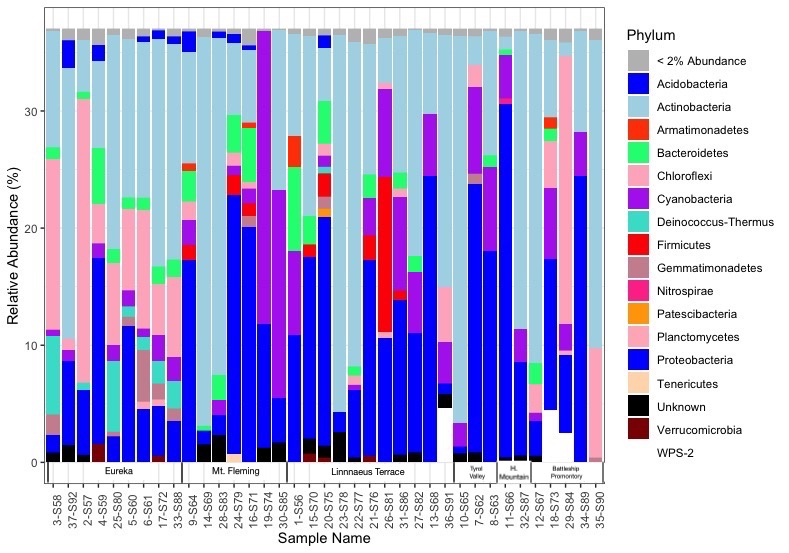 Relative Abundance (%)
30
20
10
0
Eureka
Mt. Fleming
Linnaeus Terrace
Tyrol
Valley
H.
Mountain
Battleship
Promontory
3-S58
37-S92
2-S57
4-S59
25-S80
5-S60
6-S61
17-S72
33-S88
9-S64
14-S69
28-S83
24-S79
16-S71
19-S74
30-S85
1-S56
15-S70
20-S75
23-S78
22-S77
21-S76
26-S81
31-S86
27-S82
13-S68
36-S91
10-S65
7-S62
8-S63
11-S66
32-S87
12-S67
18-S73
29-S84
34-S89
35-S90
Sample Name
Phylum
< 2% Abundance
Acidobacteria
Actinobacteria
Armatimonadetes
Bacteroidetes
Chloroflexi
Cyanobacteria
Deinococcus-Thermus
Firmicutes
Gemmatimonadetes
Nitrospirae
Patescibacteria
Planctomycetes
Proteobacteria
Tenericutes
Unknown
Verrucomicrobia
WPS-2